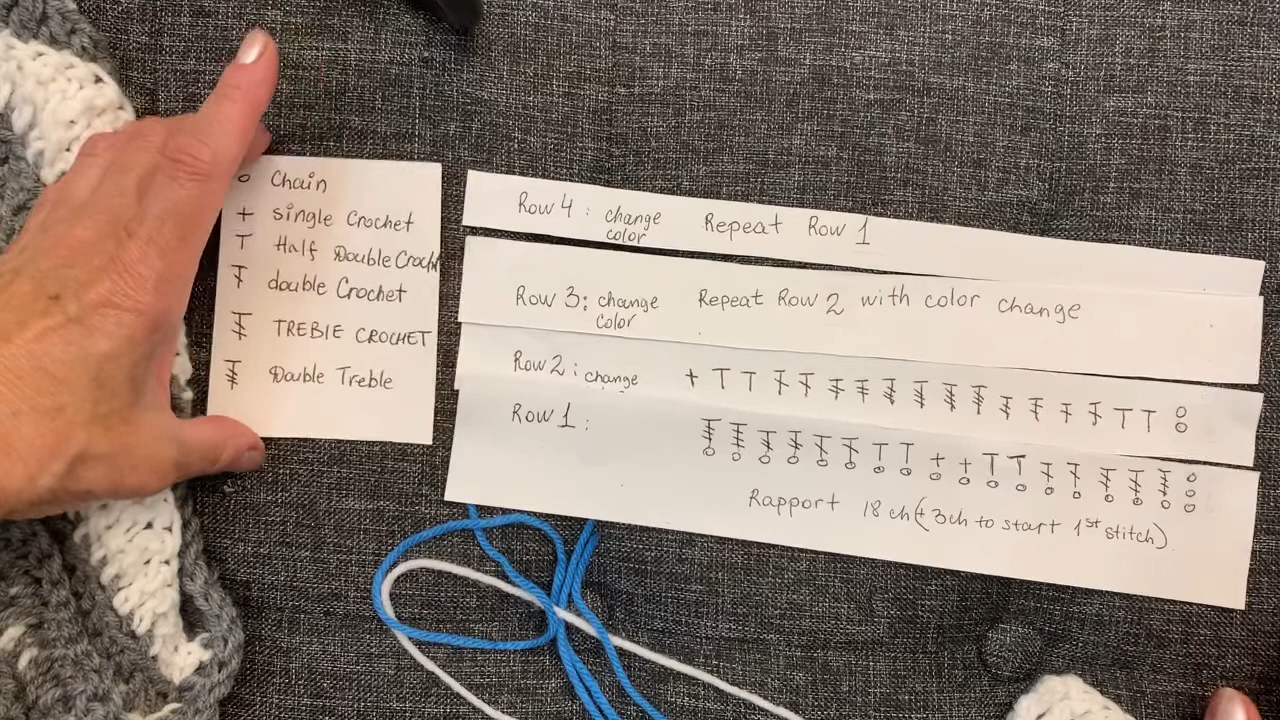 Chain
+ single Crochet
T Half Double Croch
double Crochet
TREBLE CROCHET
Double Treble
Row 4 : change color Repeat Row 1
Row 3 : change color Repeat Row 2 with color change
Row 2 : change
Row 1 :
Rapport 18 ch (+ 3ch to start 1st stitch)